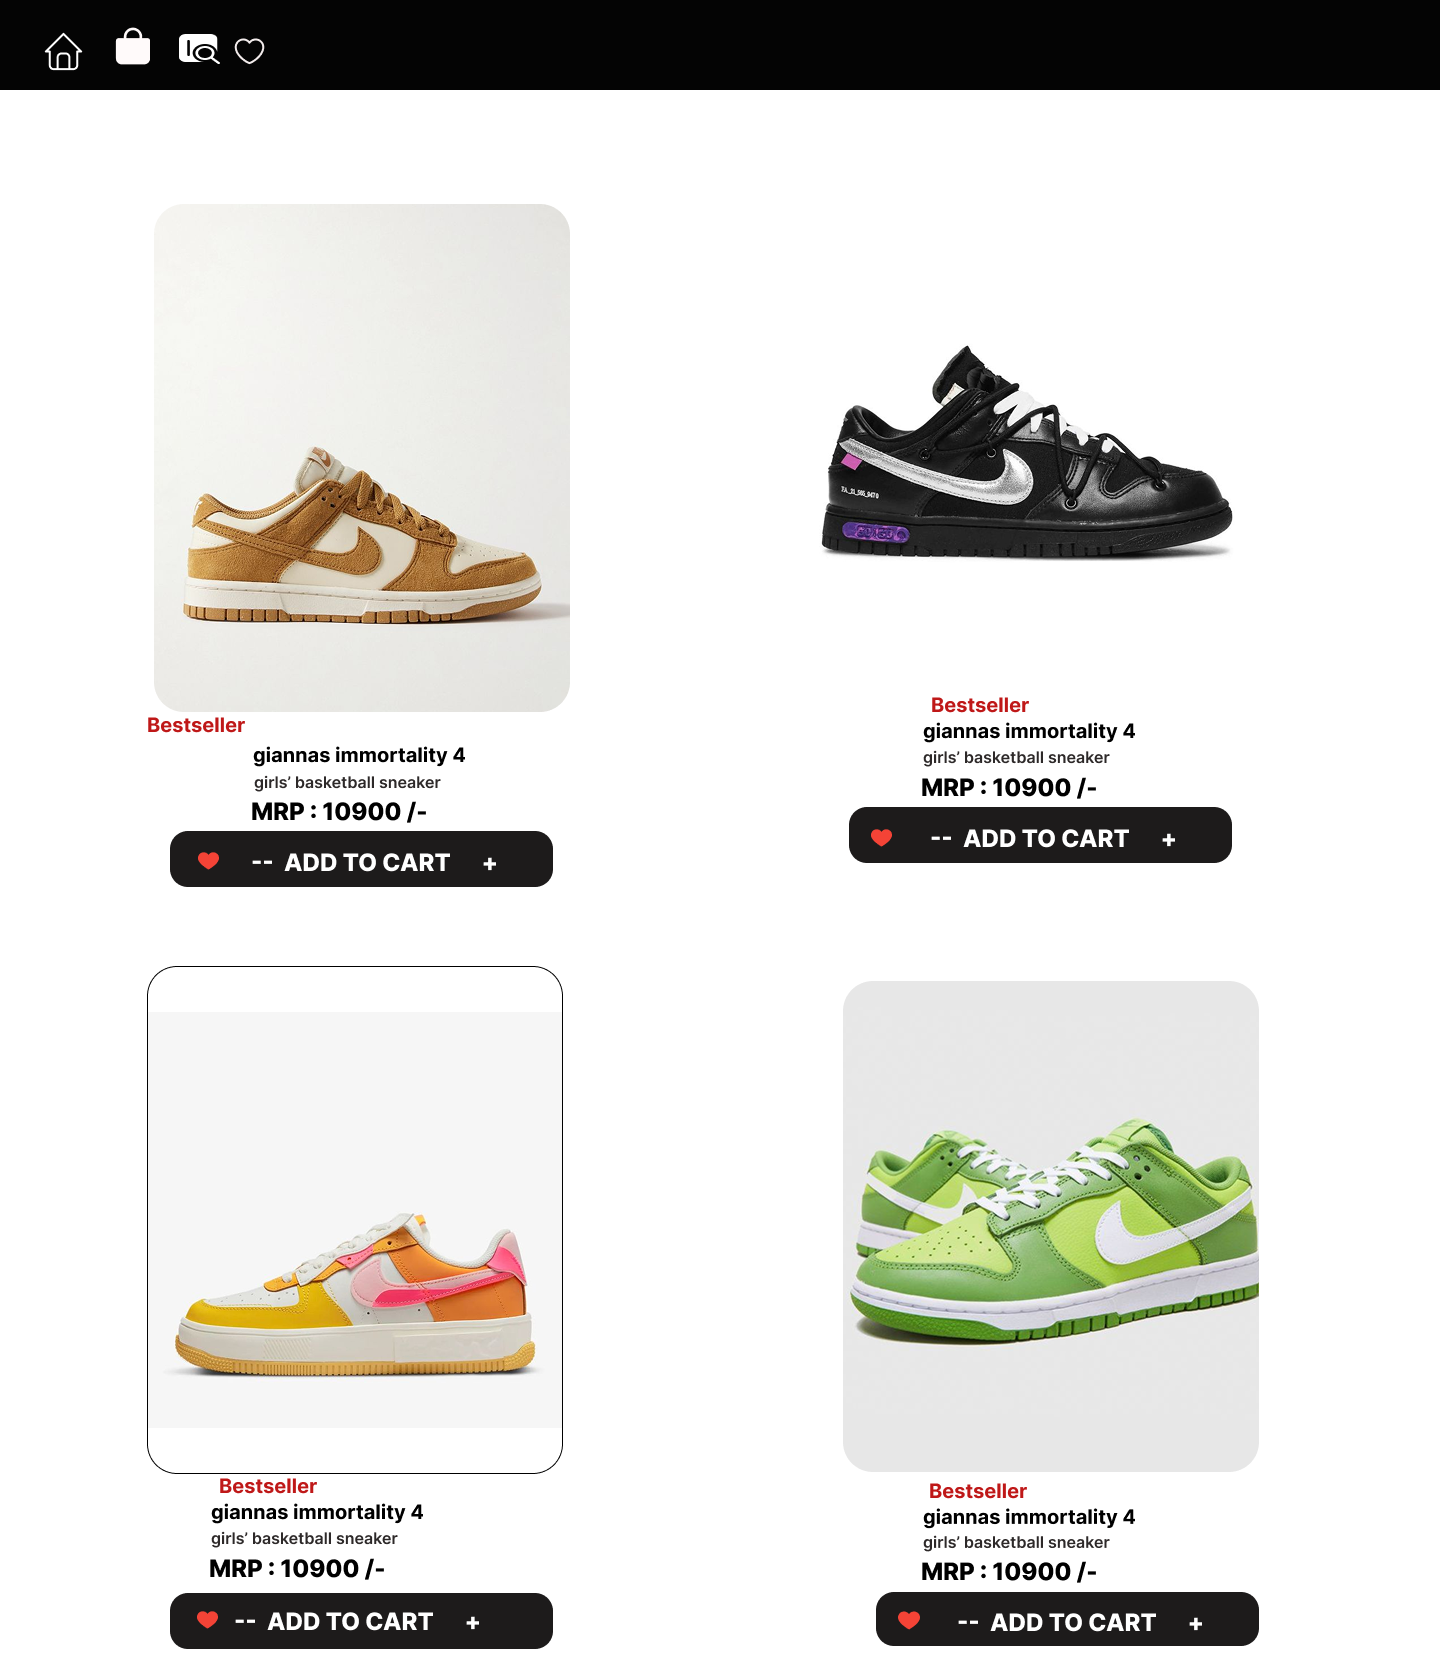 Bestseller
giannas immortality 4
girls’ basketball sneaker
MRP : 10900 /-
-- ADD TO CART +
Bestseller
giannas immortality 4
girls’ basketball sneaker
MRP : 10900 /-
-- ADD TO CART +
Bestseller
giannas immortality 4
girls’ basketball sneaker
MRP : 10900 /-
-- ADD TO CART +
Bestseller
giannas immortality 4
girls’ basketball sneaker
MRP : 10900 /-
-- ADD TO CART +